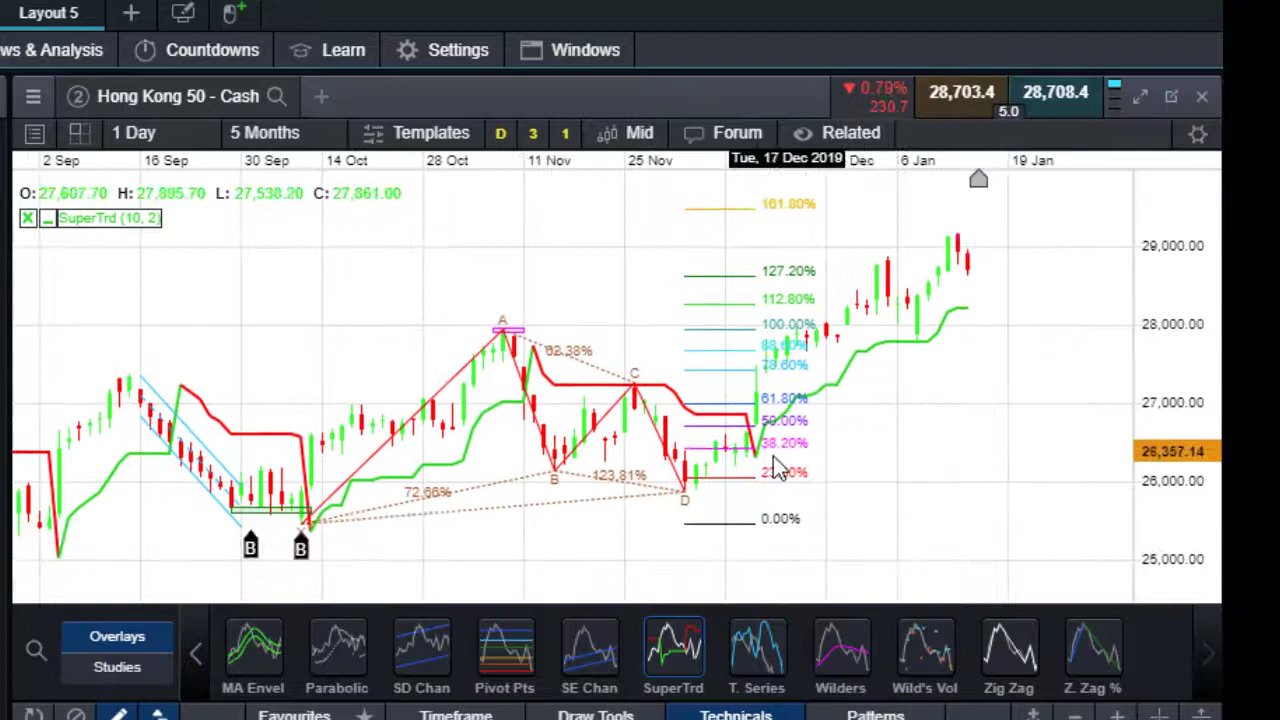 Layout 5
ws & Analysis Countdowns Learn Settings Windows
2 Hong Kong 50 - Cash 0.79% 230.7 28,703.4 5.0 28,708.4
1 Day 5 Months Templates D 3 1 Mid Forum Related
2 Sep 16 Sep 30 Sep 14 Oct 28 Oct 11 Nov 25 Nov Tue, 17 Dec 2019 Dec 6 Jan 19 Jan
O: 27,607.70 H: 27,895.70 L: 27,538.20 C: 27,861.00
X SuperTrd (10, 2)
161.80%
29,000.00
127.20%
112.80%
A 100.00% 28,000.00
62.38% 88.60%
C 78.60%
61.80% 27,000.00
50.00%
38.20%
26,357.14
72.66% B 123.81% 26,000.00
D
X 0.00%
B B 25,000.00
Overlays
Studies
MA Envel Parabolic SD Chan Pivot Pts SE Chan SuperTrd T. Series Wilders Wild's Vol Zig Zag Z. Zag %
Favourites Timeframe Draw Tools Technicals Patterns